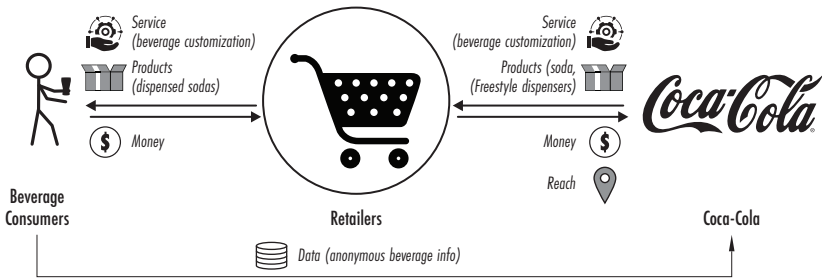 Service
(beverage customization)
Products
(dispensed sodas)
$ Money
Service
(beverage customization)
Products (soda,
(Freestyle dispensers)
Money $
Reach
Coca-Cola®
Beverage
Consumers
Retailers
Coca-Cola
Data (anonymous beverage info)